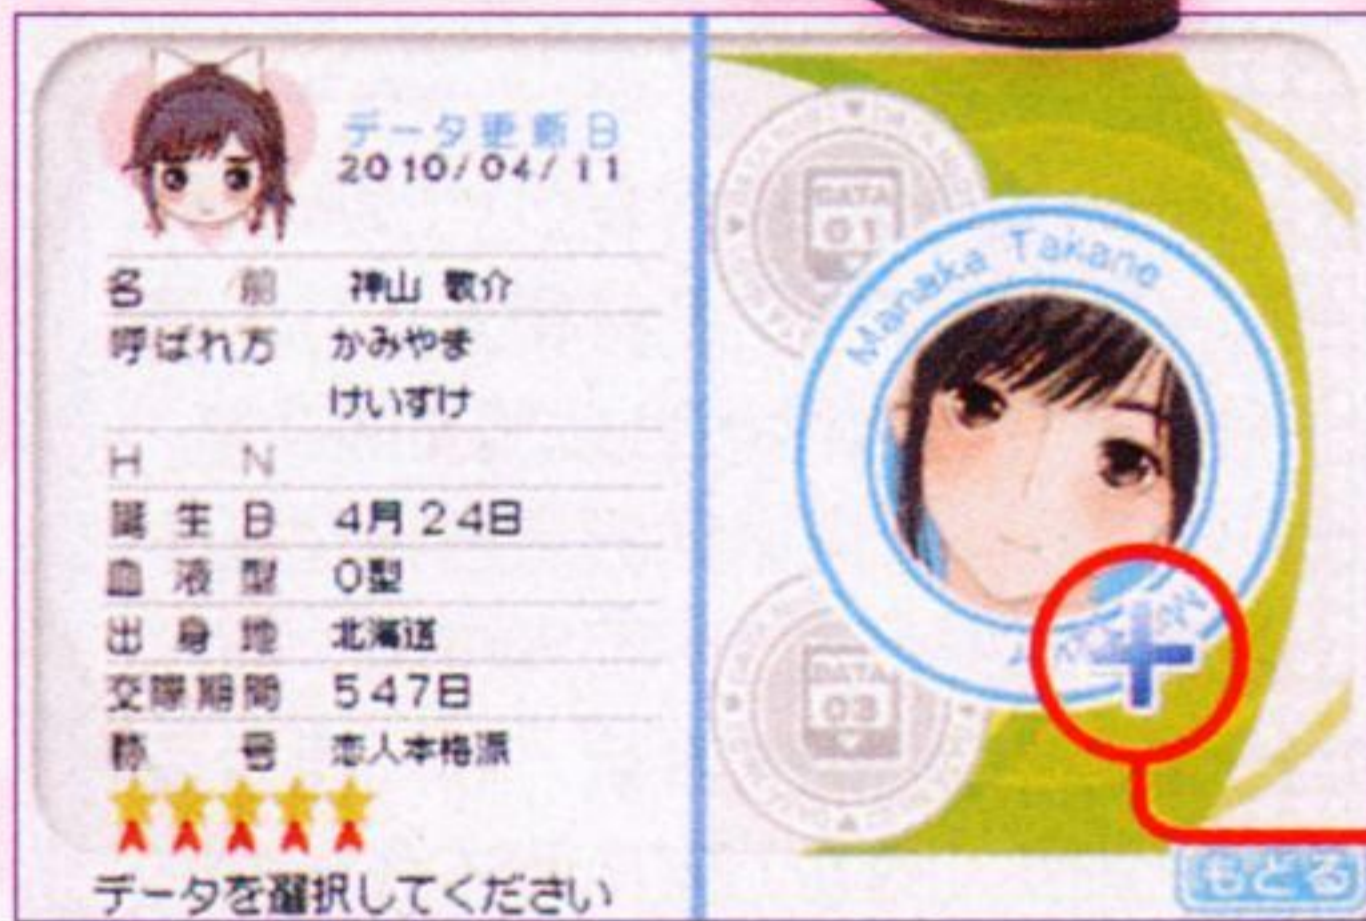 データ更新日
2010/04/11
名前 神山 敬介
呼ばれ方 かみやま
けいすけ
HN
誕生日 4月24日
血液型 O型
出身地 北海道
交際期間 547日
称号 恋人本格派
データを選択してください
DATA
01
Manaka Takane
DATA
03
もどる